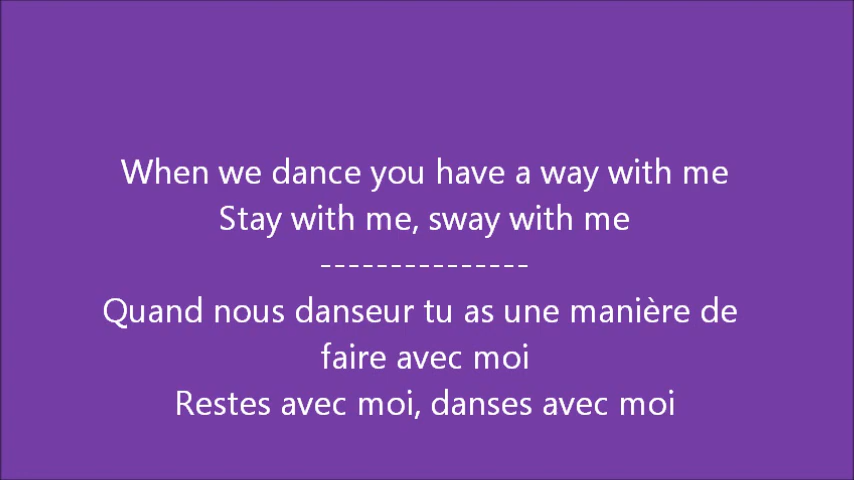 When we dance you have a way with me
Stay with me, sway with me
---------------
Quand nous danseur tu as une manière de
faire avec moi
Restes avec moi, danses avec moi